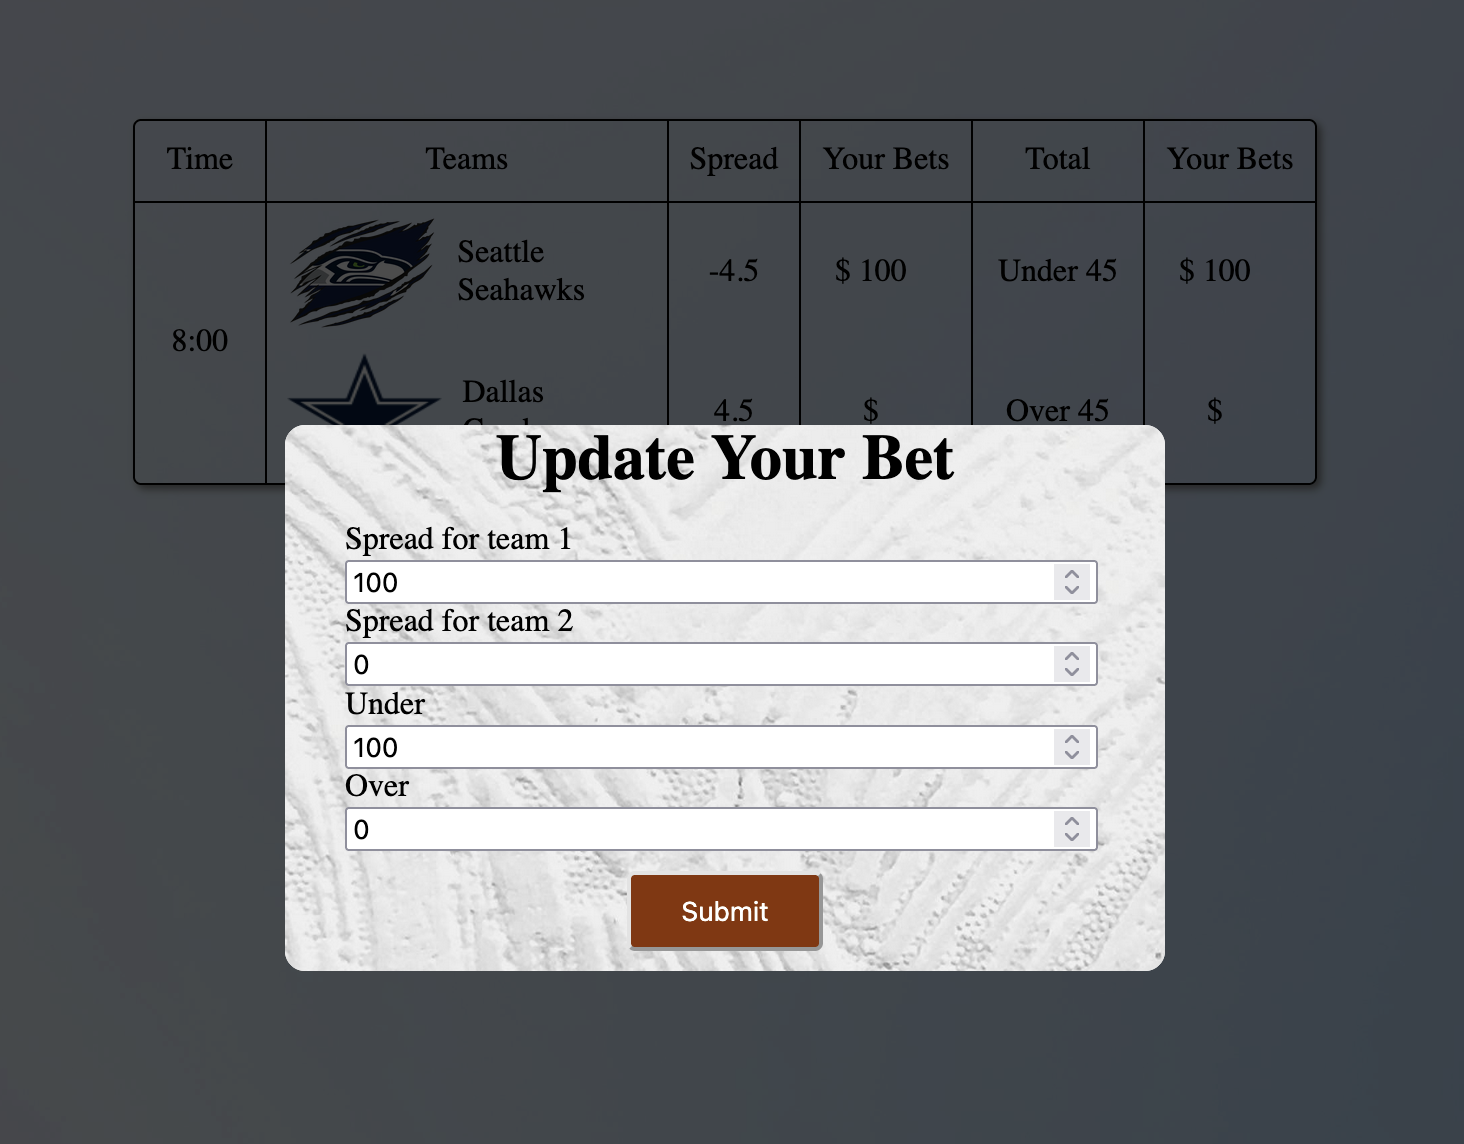 Time Teams Spread Your Bets Total Your Bets
8:00
Seattle
Seahawks
-4.5 $ 100 Under 45 $ 100
Dallas
4.5 $ Over 45 $
Update Your Bet
Spread for team 1
100
Spread for team 2
0
Under
100
Over
0
Submit